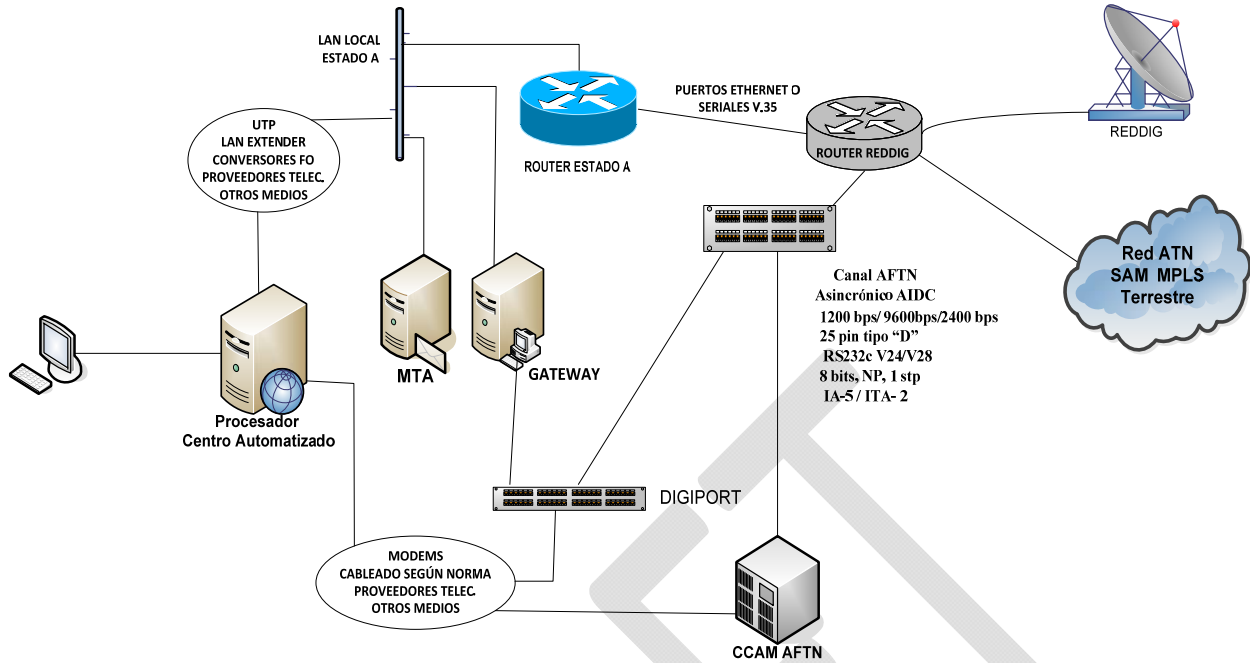 LAN LOCAL
ESTADO A
UTP
LAN EXTENDER
CONVERSORES FO
PROVEEDORES TELEC.
OTROS MEDIOS
ROUTER ESTADO A
PUERTOS ETHERNET O
SERIALES V.35
ROUTER REDDIG
REDDIG
Red ATN
SAM MPLS
Terrestre
Canal AFTN
Asincrónico AIDC
1200 bps/ 9600bps/2400 bps
25 pin tipo “D”
RS232c V24/V28
8 bits, NP, 1 stp
IA-5 / ITA- 2
MTA
GATEWAY
Procesador
Centro Automatizado
DIGIPORT
MODEMS
CABLEADO SEGÚN NORMA
PROVEEDORES TELEC.
OTROS MEDIOS
CCAM AFTN